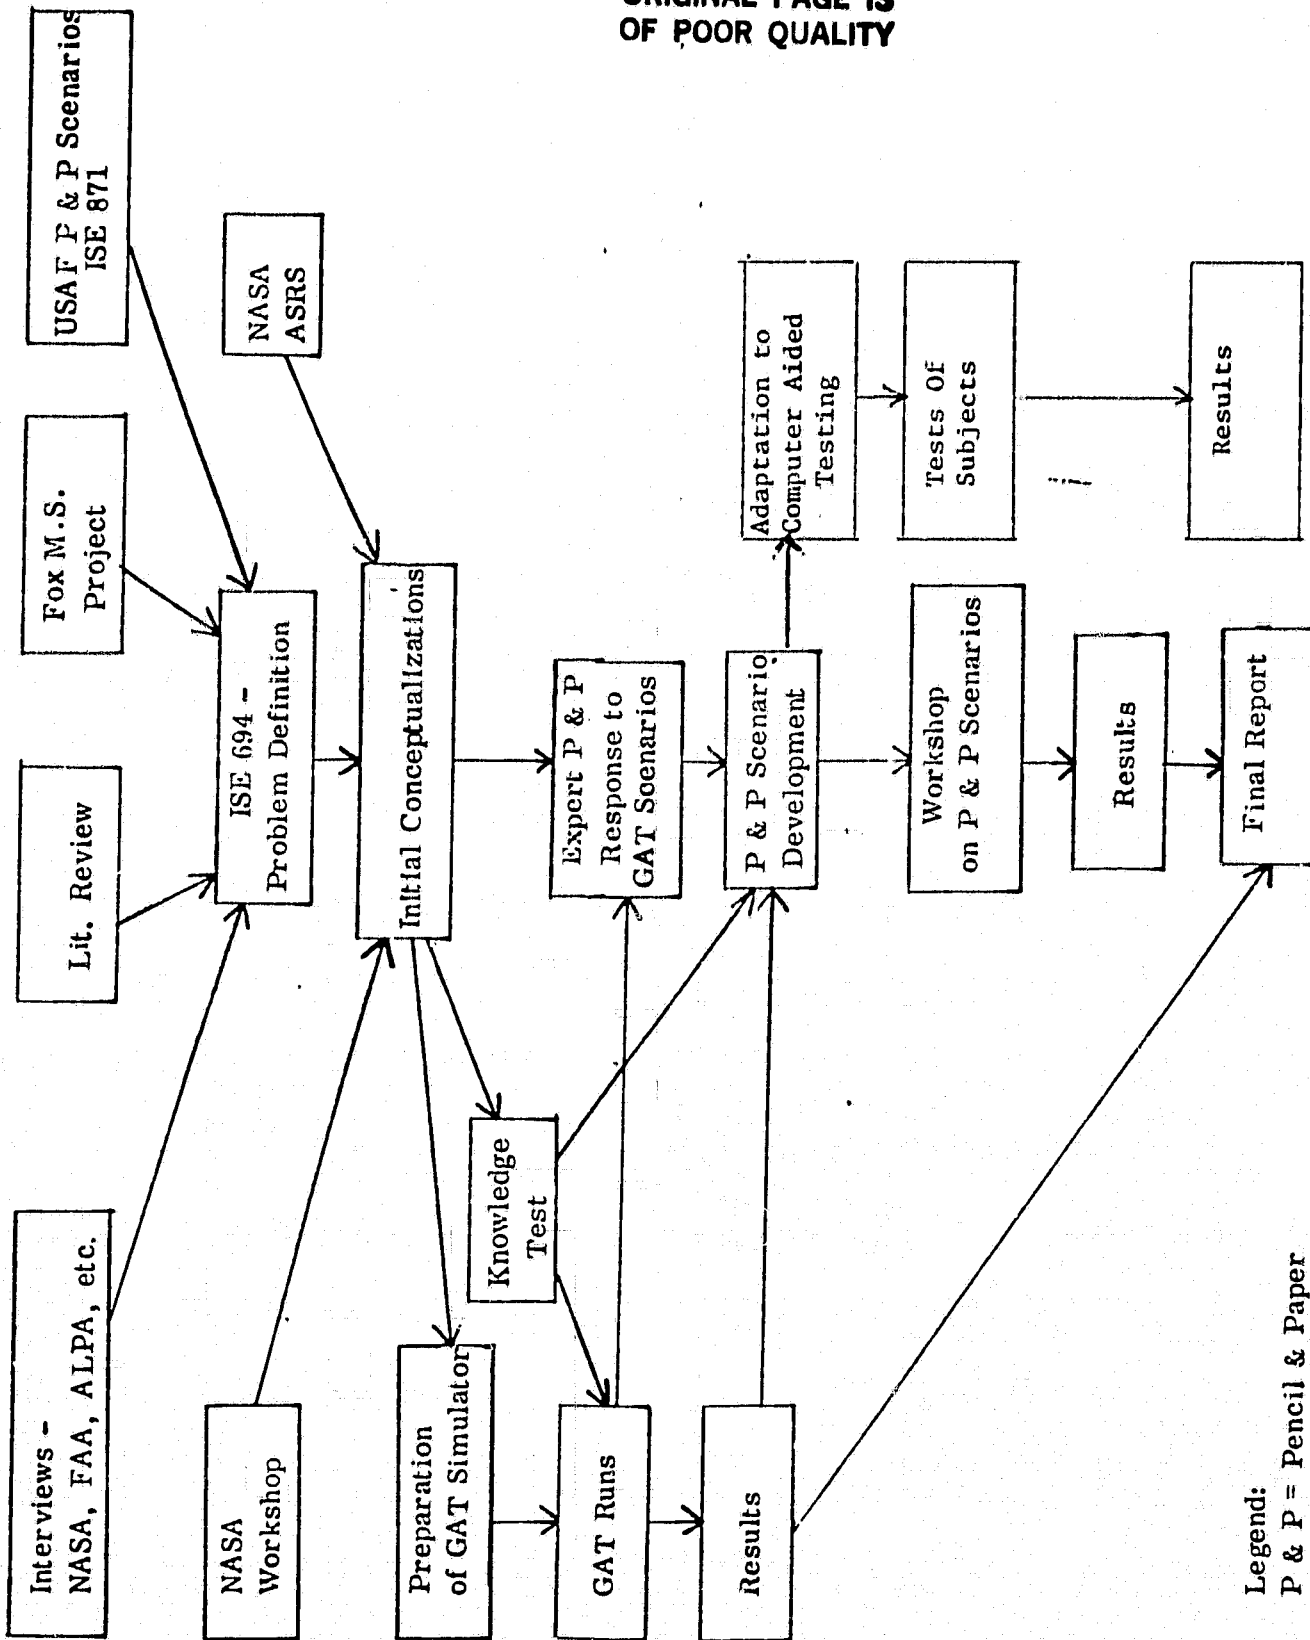 ORIGINAL PAGE IS
OF POOR QUALITY
Interviews -
NASA, FAA, ALPA, etc.
Lit. Review
Fox M.S.
Project
USAF P & P Scenarios
ISE 871
NASA
Workshop
ISE 694 -
Problem Definition
NASA
ASRS
Initial Conceptualizations
Preparation
of GAT Simulator
Knowledge
Test
GAT Runs
Expert P & P
Response to
GAT Scenarios
Results
P & P Scenario
Development
Adaptation to
Computer Aided
Testing
Workshop
on P & P Scenarios
Tests Of
Subjects
Results
Results
Final Report
Legend:
P & P = Pencil & Paper